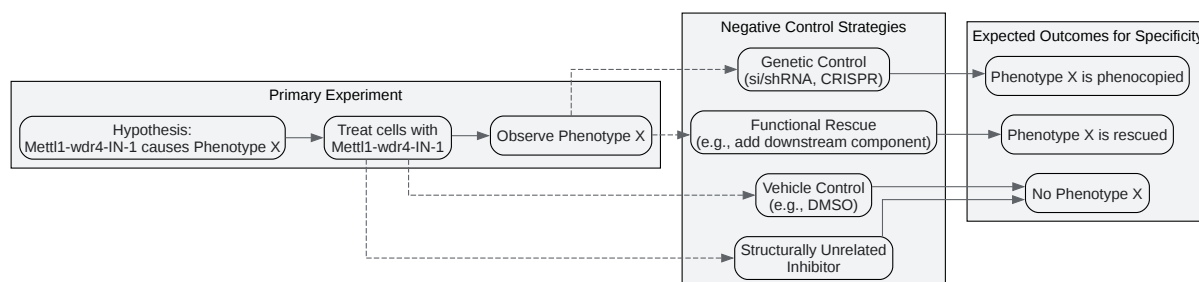 Negative Control Strategies
Expected Outcomes for Specificity
Genetic Control
(si/shRNA, CRISPR)
Phenotype X is phenocopied
Primary Experiment
Hypothesis:
Mettl1-wdr4-IN-1 causes Phenotype X
Treat cells with
Mettl1-wdr4-IN-1
Observe Phenotype X
Functional Rescue
(e.g., add downstream component)
Phenotype X is rescued
Vehicle Control
(e.g., DMSO)
No Phenotype X
Structurally Unrelated
Inhibitor